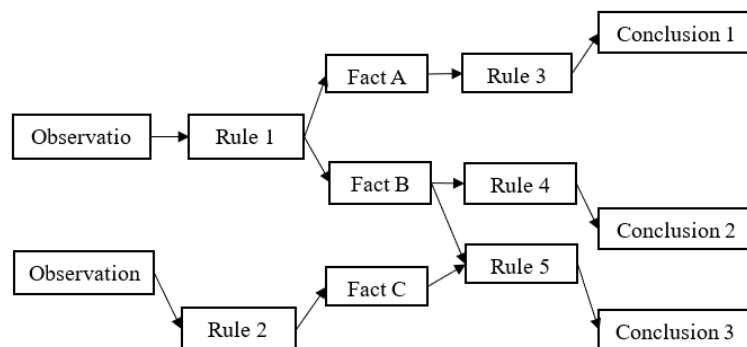 Conclusion 1
Fact A
Rule 3
Observatio
Rule 1
Fact B
Rule 4
Conclusion 2
Observation
Rule 5
Fact C
Rule 2
Conclusion 3